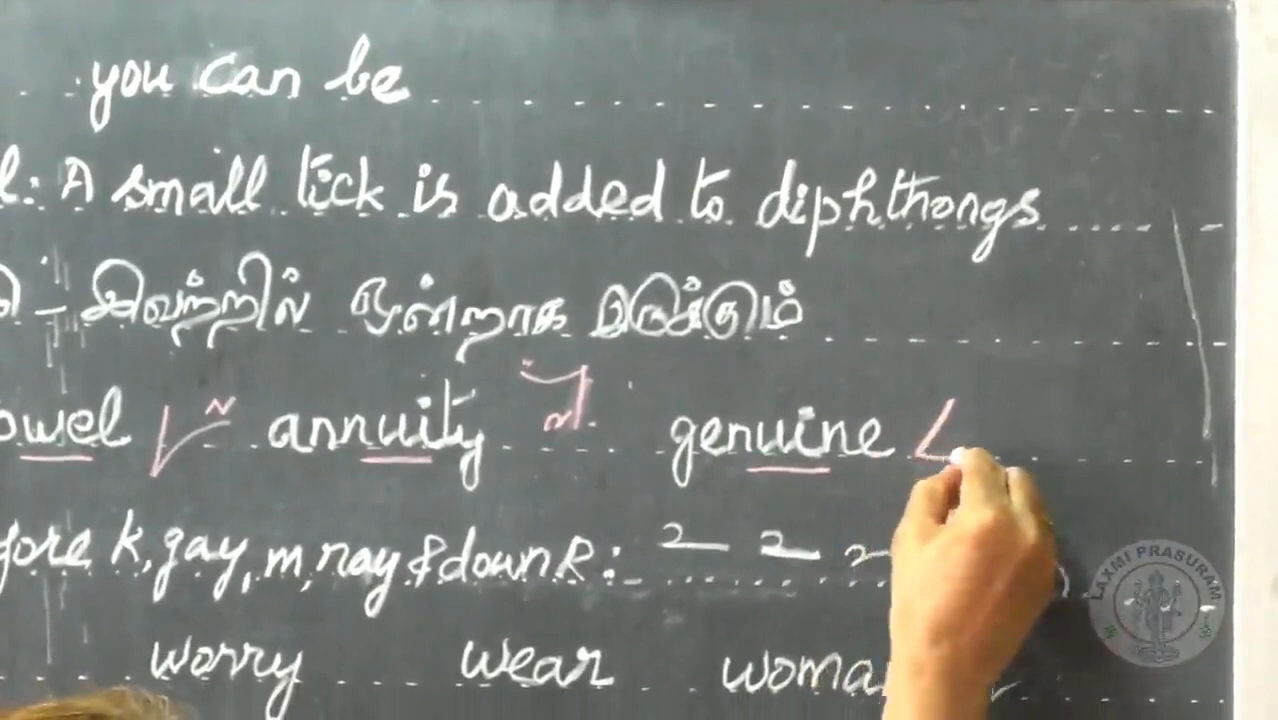 you can be
: A small tick is added to diphthongs
- இவற்றில் ஒன்றாக இருக்கும்
owel annuity genuine
fore k, gay, m, ray & down R:
worry wear woma
LAXMI PRASURAM